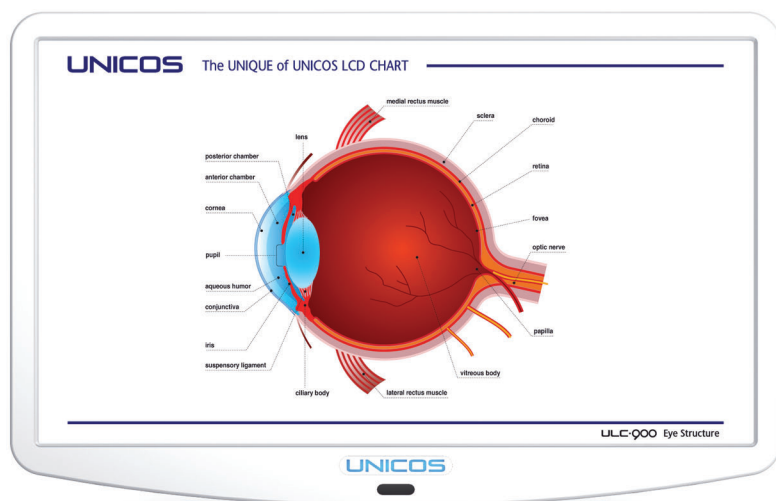 UNICOS The UNIQUE of UNICOS LCD CHART
medial rectus muscle
sclera
choroid
lens
posterior chamber
retina
anterior chamber
cornea
fovea
optic nerve
pupil
aqueous humor
conjunctiva
papilla
iris
suspensory ligament
vitreous body
ciliary body
lateral rectus muscle
ULC-900 Eye Structure
UNICOS